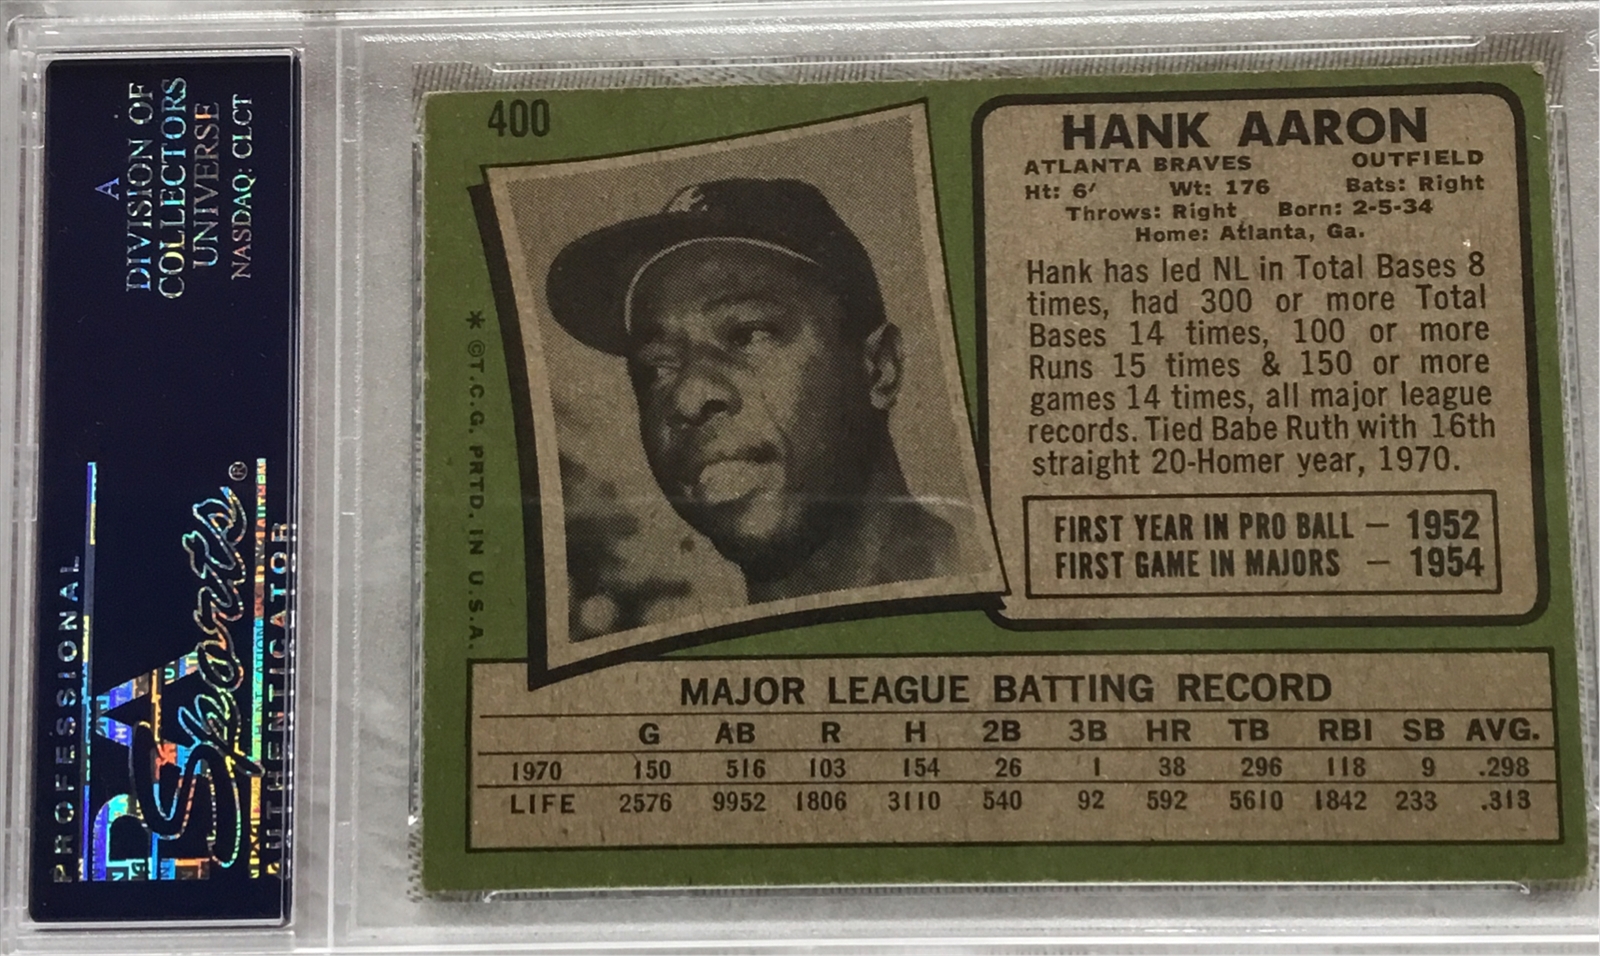 A
DIVISION OF
COLLECTORS
UNIVERSE
NASDAQ: CLCT
PROFESSIONAL
PSA
Sports®
AUTHENTICATOR
400
* ©T.C.G. PRTD. IN U.S.A.
HANK AARON
ATLANTA BRAVES OUTFIELD
Ht: 6' Wt: 176 Bats: Right
Throws: Right Born: 2-5-34
Home: Atlanta, Ga.
Hank has led NL in Total Bases 8
times, had 300 or more Total
Bases 14 times, 100 or more
Runs 15 times & 150 or more
games 14 times, all major league
records. Tied Babe Ruth with 16th
straight 20-Homer year, 1970.
FIRST YEAR IN PRO BALL — 1952
FIRST GAME IN MAJORS — 1954
MAJOR LEAGUE BATTING RECORD
G AB R H 2B 3B HR TB RBI SB AVG.
1970 150 516 103 154 26 1 38 296 118 9 .298
LIFE 2576 9952 1806 3110 540 92 592 5610 1842 233 .313